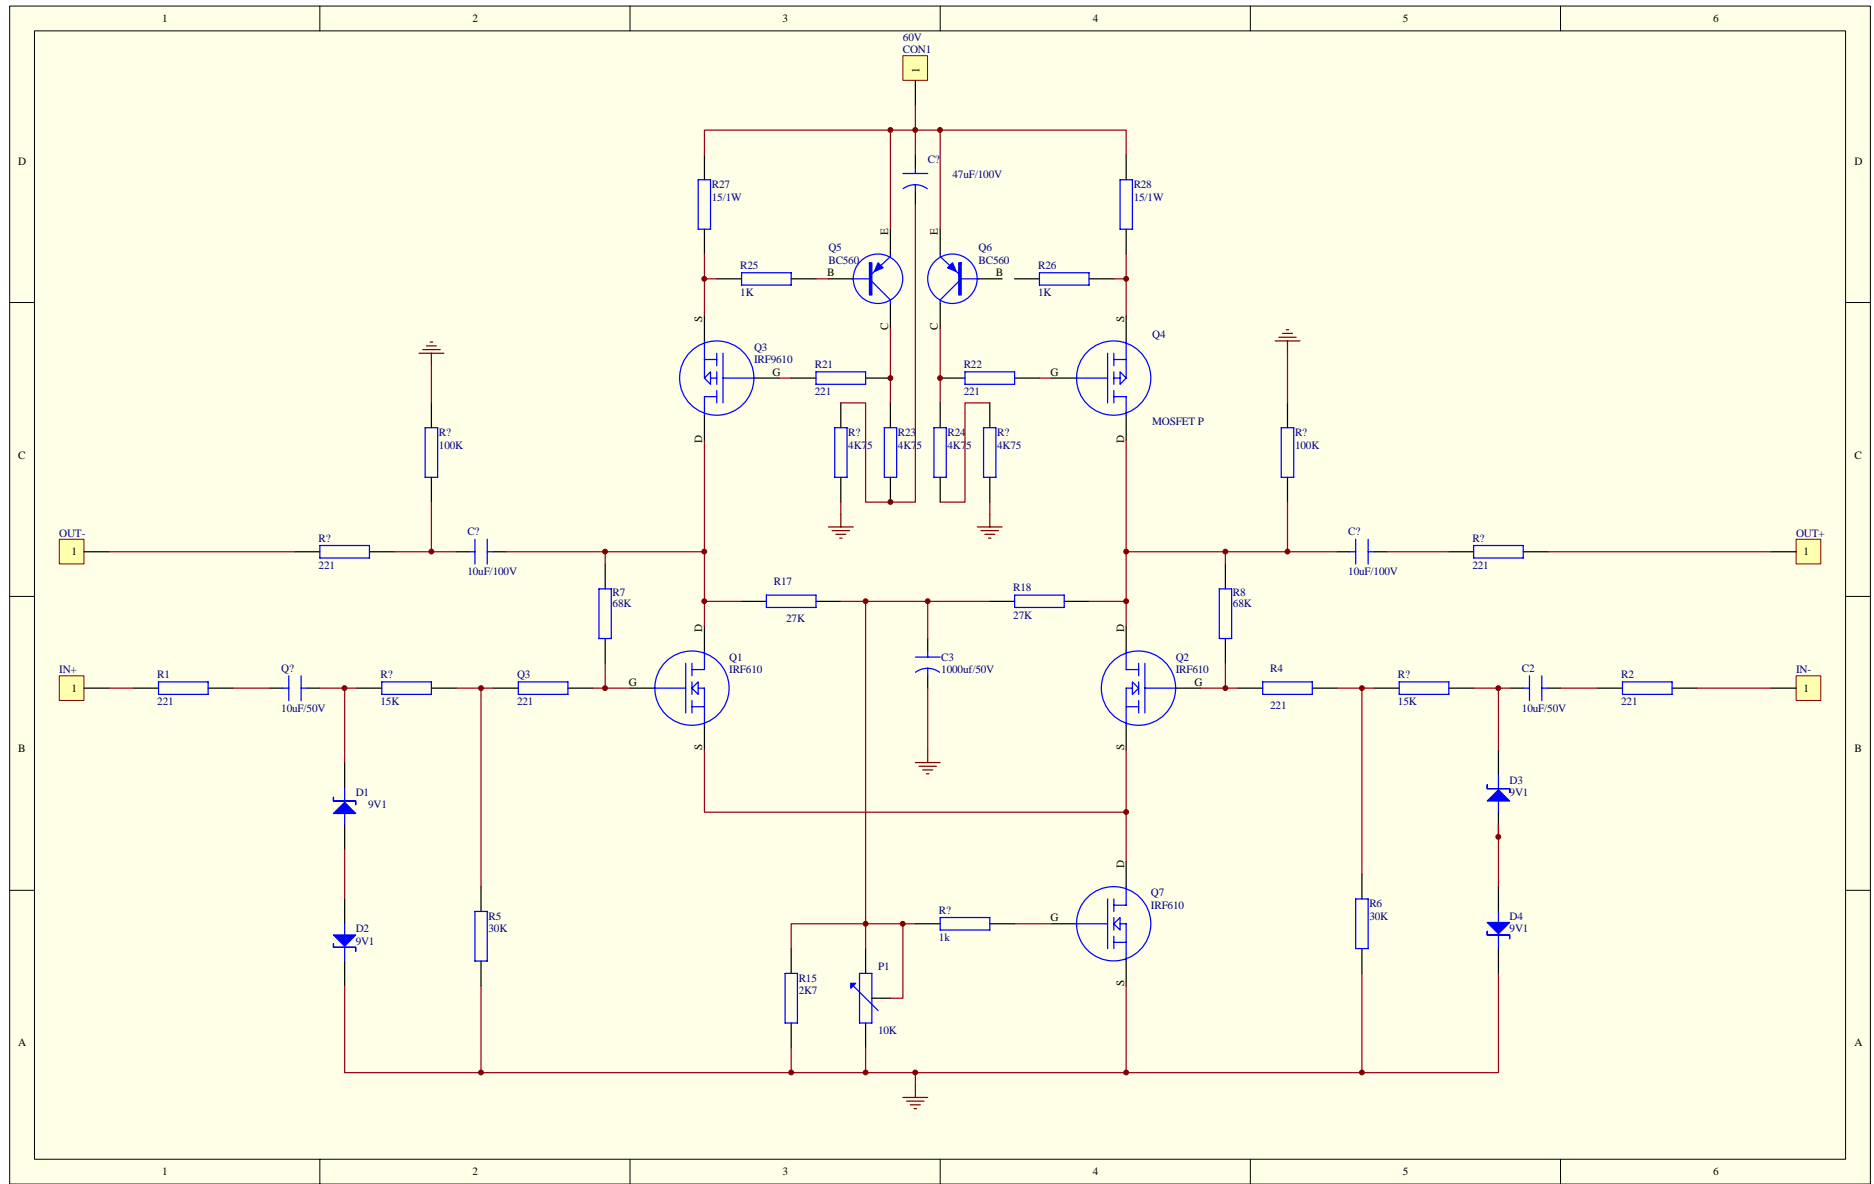 1 2 3 4 5 6
60V
CON1
1
D D
C?
47uF/100V
R27
15/1W
R28
15/1W
E E
Q5
BC560
Q6
BC560
R25
B
1K
B
R26
1K
S S
C C
Q3
IRF9610
Q4
G
R21
221
R22
221
G
MOSFET P
D D
R?
100K
R?
4K75
R23
4K75
R24
4K75
R?
4K75
R?
100K
C C
OUT-
1
R?
221
C?
10uF/100V
C?
10uF/100V
R?
221
OUT+
1
R7
68K
R17
27K
R18
27K
R8
68K
D D
IN+
1
R1
221
Q?
10uF/50V
R?
15K
Q3
221
G
Q1
IRF610
C3
1000uf/50V
Q2
IRF610
G
R4
221
R?
15K
C2
10uF/50V
R2
221
IN-
1
S S
B B
D1
9V1
D3
9V1
D
Q7
IRF610
R?
1k
G
R5
30K
D2
9V1
R6
30K
D4
9V1
R15
2K7
P1
10K
S
A A
1 2 3 4 5 6